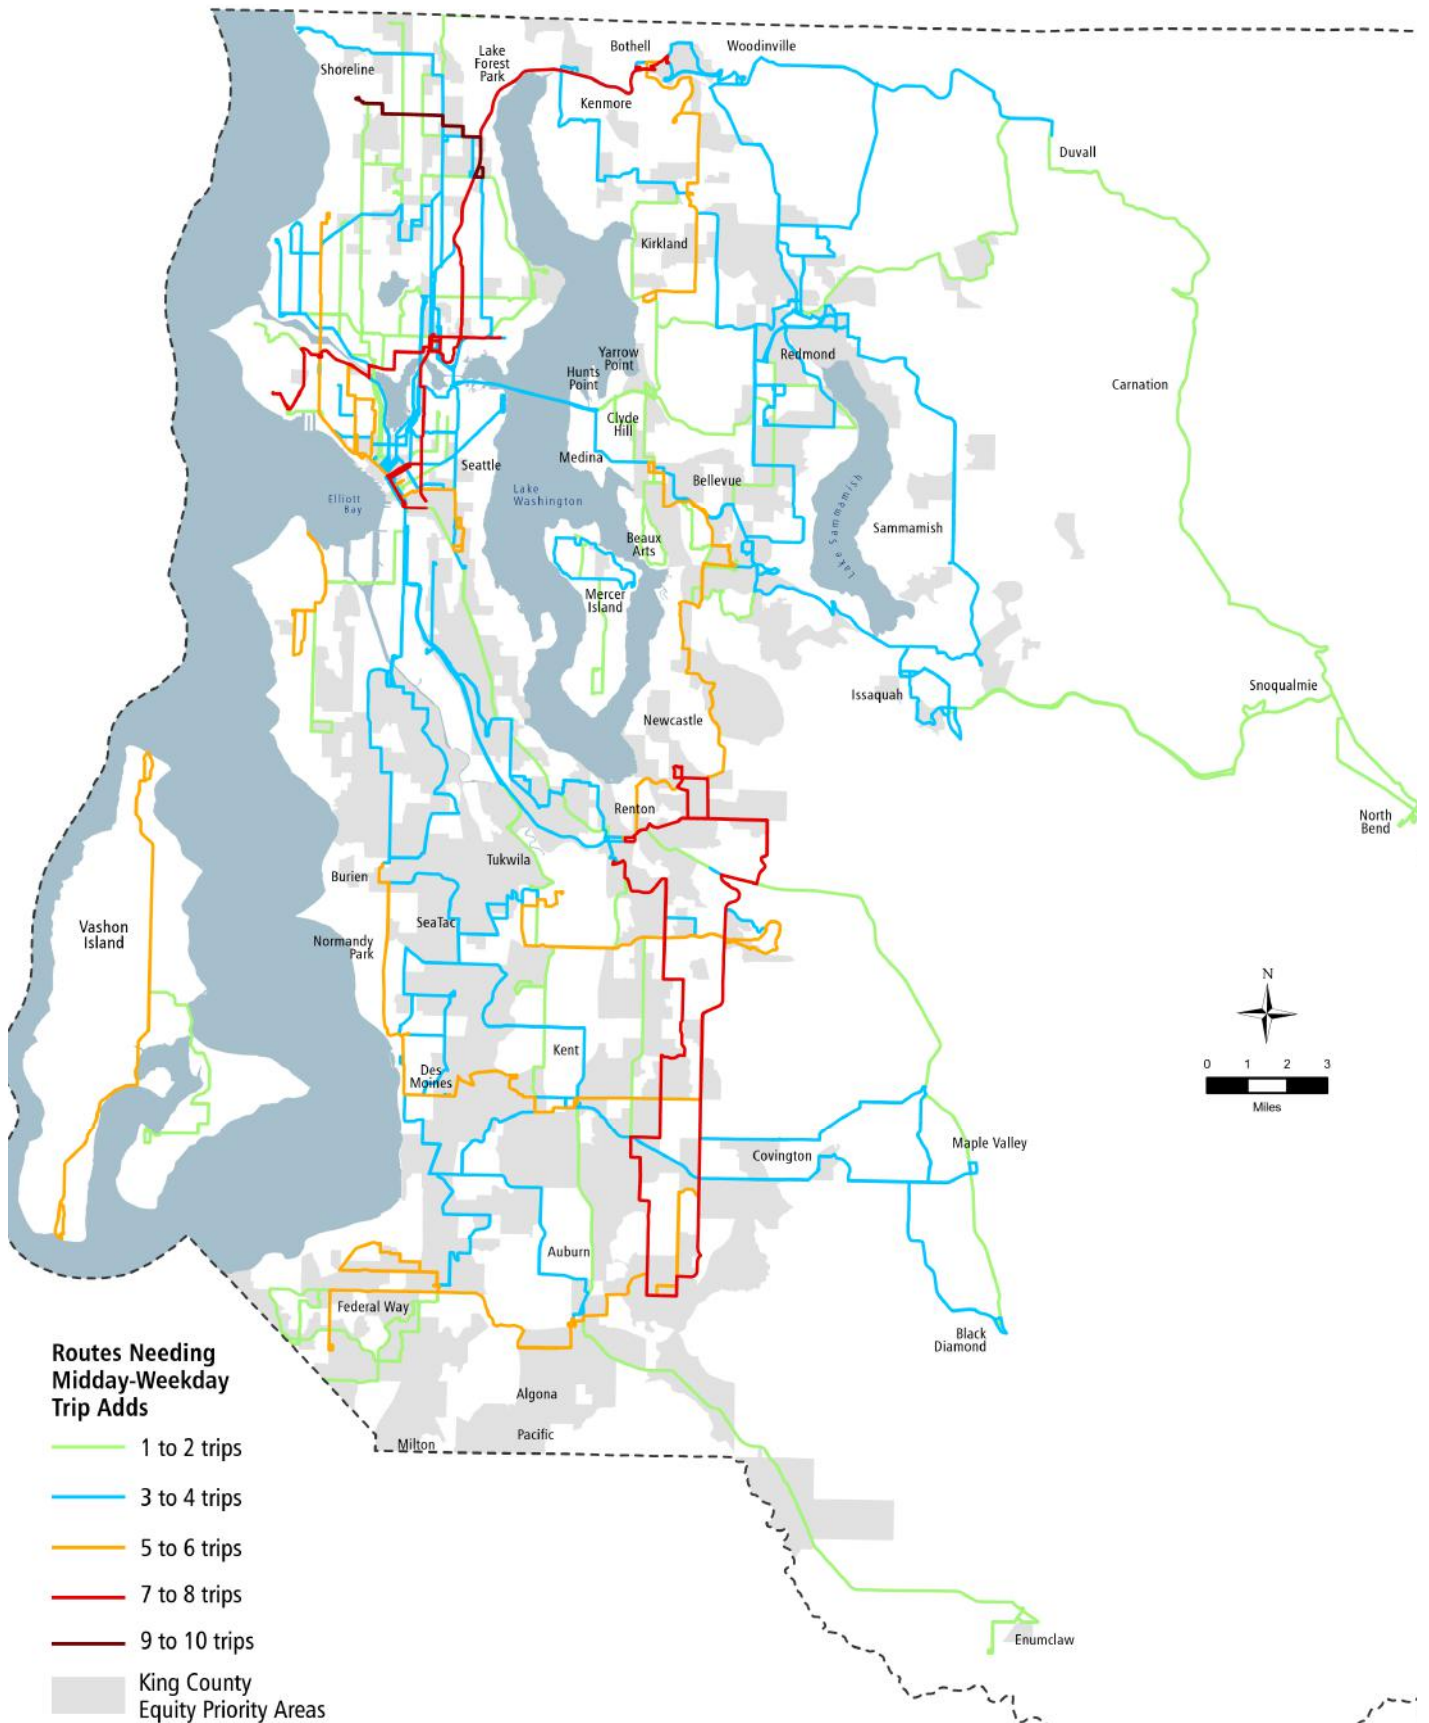 Shoreline
Lake
Forest
Park
Bothell
Woodinville
Kenmore
Duvall
Kirkland
Yarrow
Point
Hunts
Point
Redmond
Carnation
Clyde
Hill
Medina
Seattle
Lake
Washington
Bellevue
Elliott
Bay
Lake Sammamish
Sammamish
Beaux
Arts
Mercer
Island
Issaquah
Snoqualmie
Newcastle
Renton
North
Bend
Tukwila
Burien
SeaTac
Vashon
Island
Normandy
Park
N
Kent
Des
Moines
0 1 2 3
Miles
Covington
Maple Valley
Auburn
Federal Way
Black
Diamond
Algona
Pacific
Milton
Enumclaw
Routes Needing
Midday-Weekday
Trip Adds
1 to 2 trips
3 to 4 trips
5 to 6 trips
7 to 8 trips
9 to 10 trips
King County
Equity Priority Areas